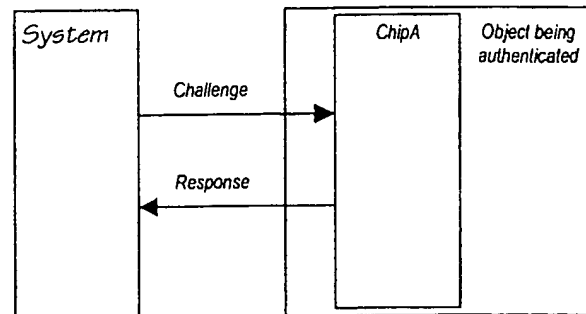 System
ChipA
Object being
authenticated
Challenge
Response